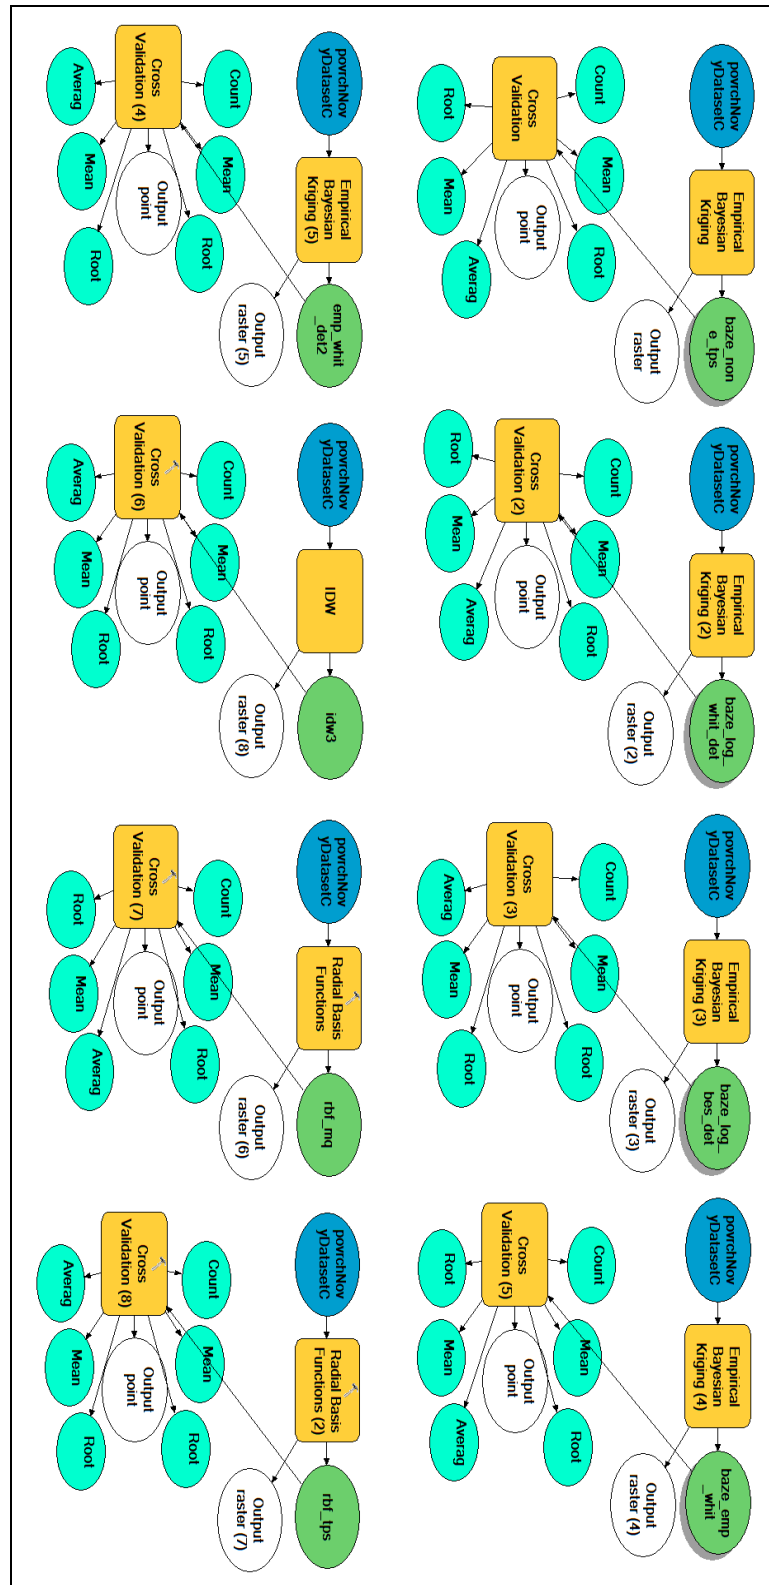 povrchNov
yDatasetC
Empirical
Bayesian
Kriging
baze_non
e_tps
Output
raster
Cross
Validation
Count
Mean
Root
Output
point
Averag
Mean
Root
povrchNov
yDatasetC
Empirical
Bayesian
Kriging (2)
baze_log_
whit_det
Output
raster (2)
Cross
Validation (2)
Count
Mean
Root
Output
point
Averag
Mean
Root
povrchNov
yDatasetC
Empirical
Bayesian
Kriging (3)
baze_log_
bes_det
Output
raster (3)
Cross
Validation (3)
Count
Mean
Root
Output
point
Root
Mean
Averag
povrchNov
yDatasetC
Empirical
Bayesian
Kriging (4)
baze_emp
_whit
Output
raster (4)
Cross
Validation (5)
Count
Mean
Root
Output
point
Averag
Mean
Root
povrchNov
yDatasetC
Empirical
Bayesian
Kriging (5)
emp_whit
_det2
Output
raster (5)
Cross
Validation (4)
Count
Mean
Root
Output
point
Root
Mean
Averag
povrchNov
yDatasetC
IDW
idw3
Output
raster (8)
Cross
Validation (6)
Count
Mean
Root
Output
point
Root
Mean
Averag
povrchNov
yDatasetC
Radial Basis
Functions
rbf_mq
Output
raster (6)
Cross
Validation (7)
Count
Mean
Root
Output
point
Averag
Mean
Root
povrchNov
yDatasetC
Radial Basis
Functions (2)
rbf_tps
Output
raster (7)
Cross
Validation (8)
Count
Mean
Root
Output
point
Root
Mean
Averag